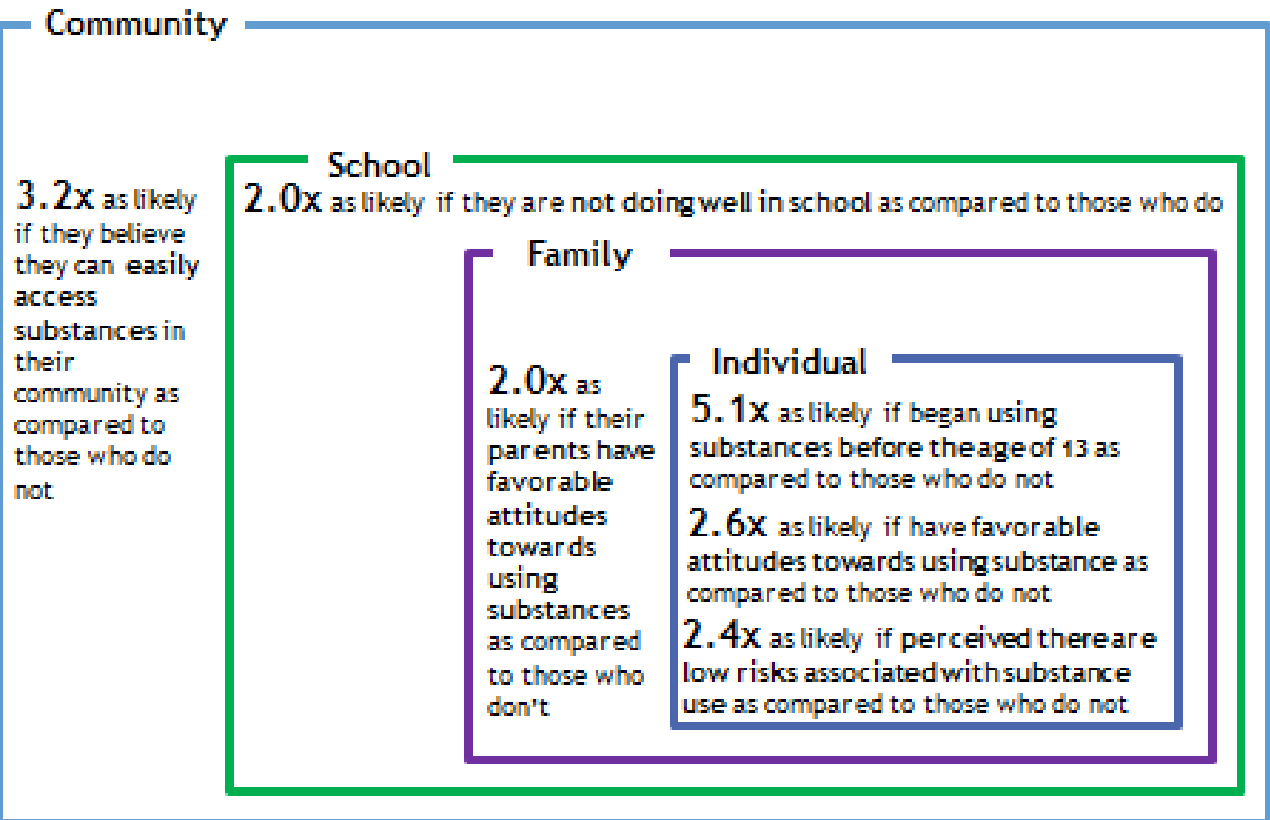 Community
3.2x as likely
if they believe
they can easily
access
substances in
their
community as
compared to
those who do
not
School
2.0x as likely if they are not doing well in school as compared to those who do
Family
2.0x as
likely if their
parents have
favorable
attitudes
towards
using
substances
as compared
to those who
don't
Individual
5.1x as likely if began using
substances before the age of 13 as
compared to those who do not
2.6x as likely if have favorable
attitudes towards using substance as
compared to those who do not
2.4x as likely if perceived there are
low risks associated with substance
use as compared to those who do not